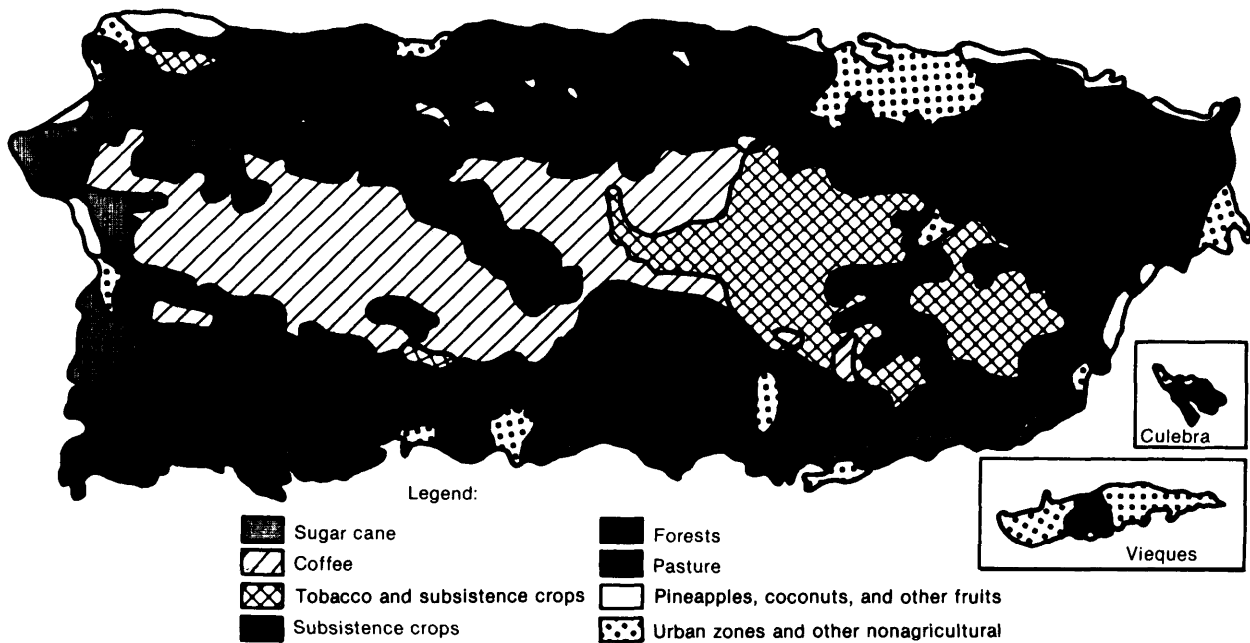 Culebra
Vieques
Legend:
Sugar cane
Coffee
Tobacco and subsistence crops
Subsistence crops
Forests
Pasture
Pineapples, coconuts, and other fruits
Urban zones and other nonagricultural